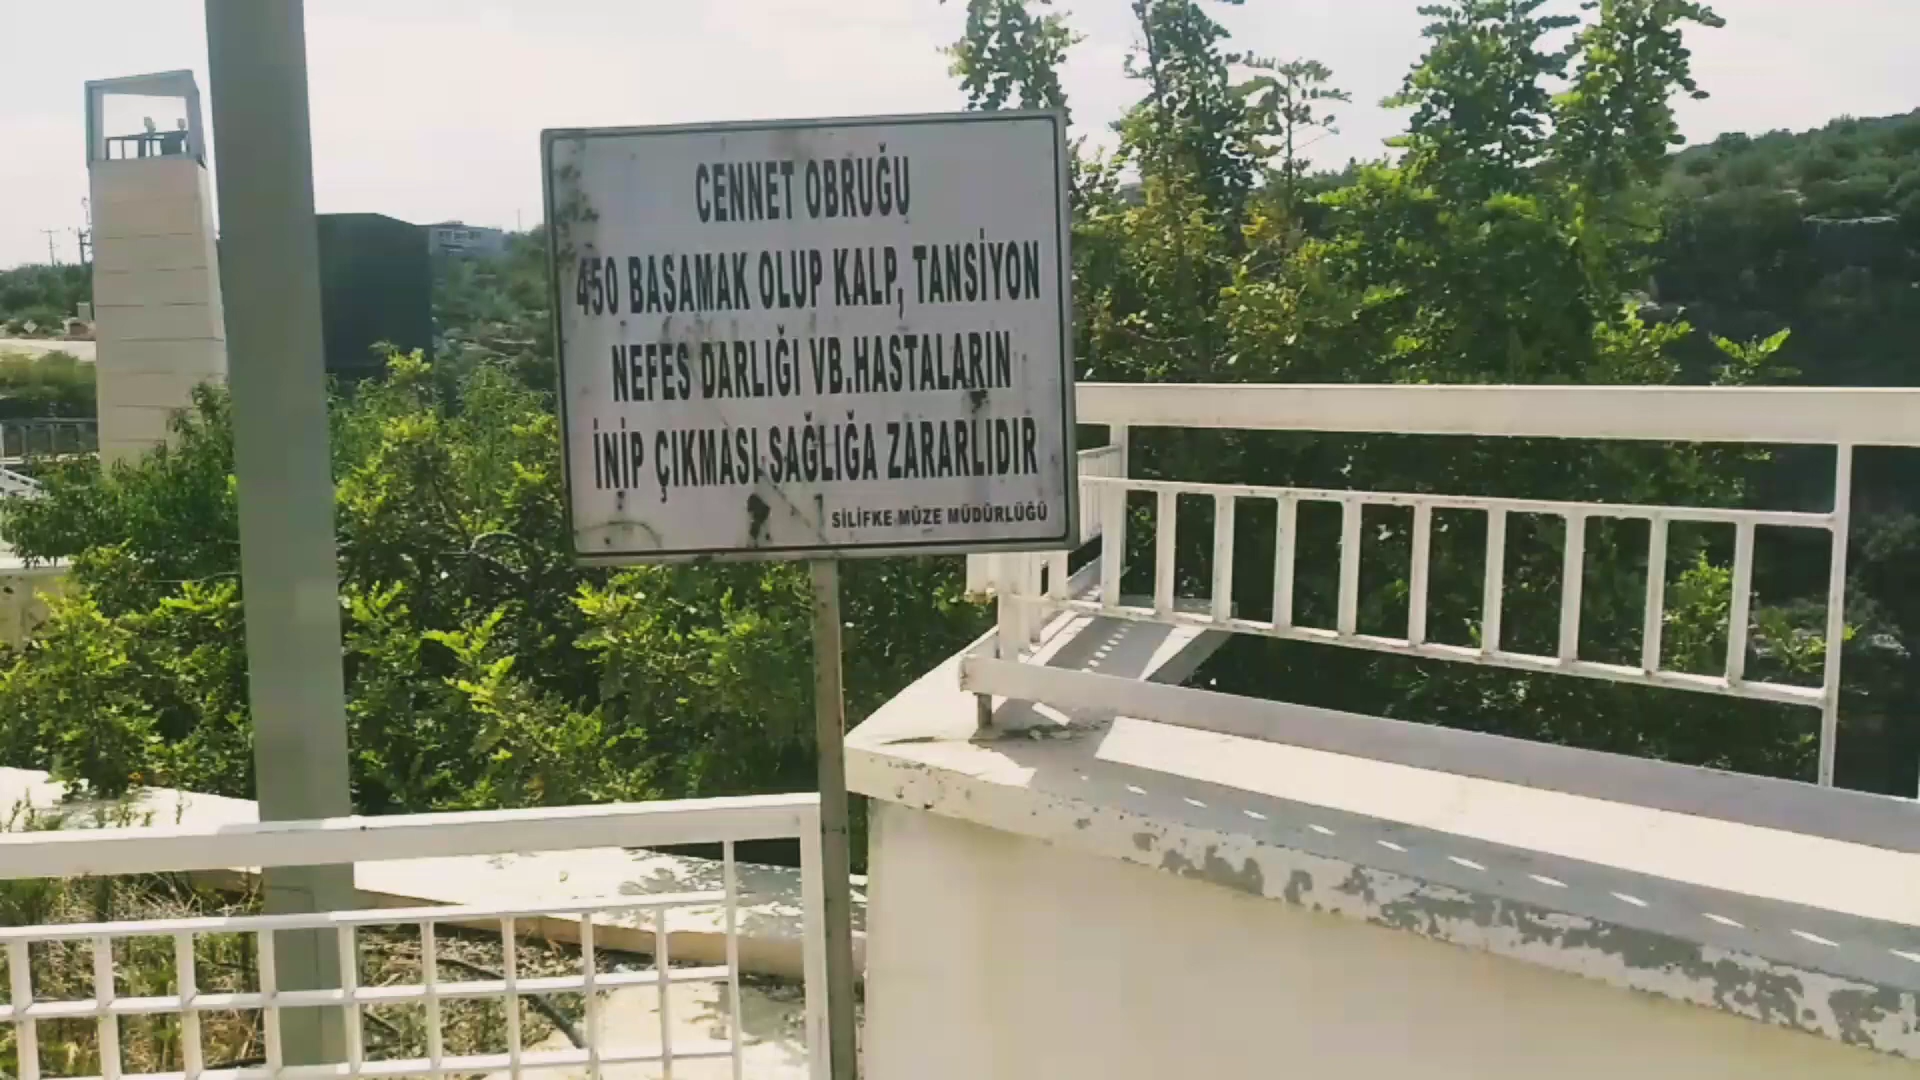 CENNET OBRUĞU
450 BASAMAK OLUP KALP, TANSİYON
NEFES DARLIĞI VB.HASTALARIN
İNİP ÇIKMASI SAĞLIĞA ZARARLIDIR
SİLİFKE MÜZE MÜDÜRLÜĞÜ